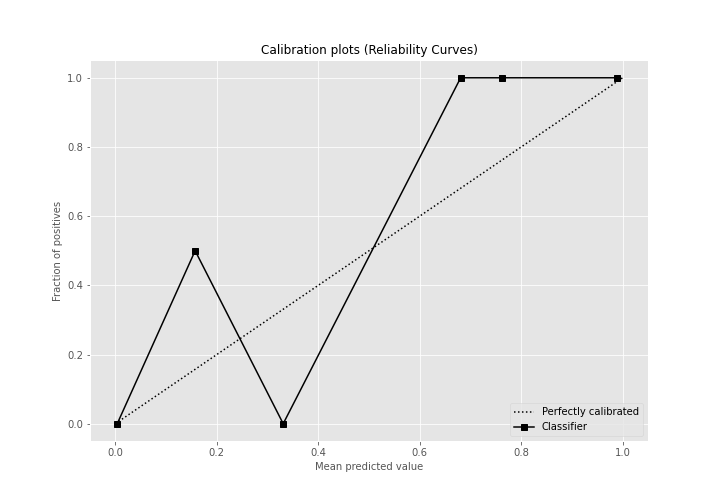 Calibration plots (Reliability Curves)
1.0
0.8
0.6
0.4
0.2
0.0
Fraction of positives
0.0 0.2 0.4 0.6 0.8 1.0
Mean predicted value
Perfectly calibrated
Classifier